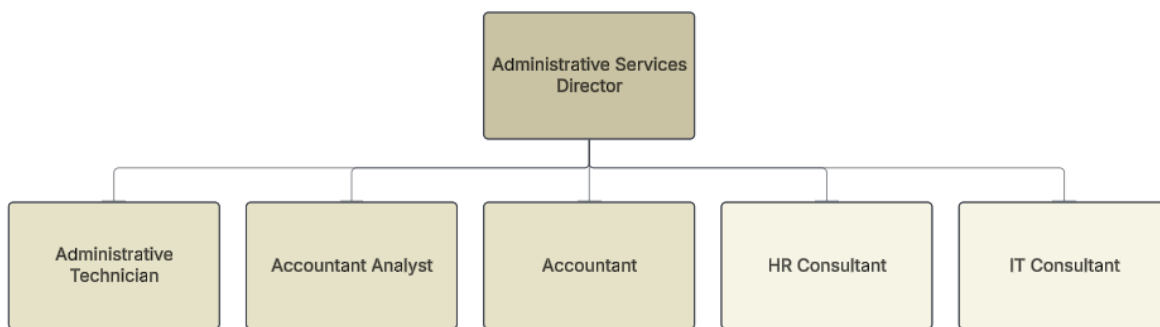 Administrative Services
Director
Administrative
Technician
Accountant Analyst
Accountant
HR Consultant
IT Consultant